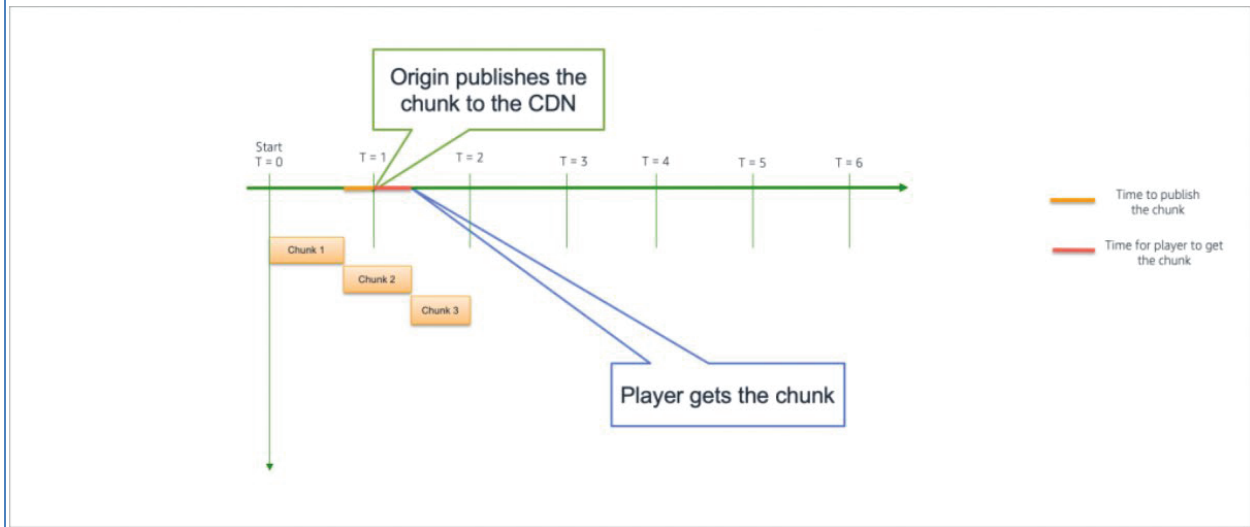 Origin publishes the
chunk to the CDN
Start
T = 0
T = 1
T = 2
T = 3
T = 4
T = 5
T = 6
Time to publish
the chunk
Time for player to get
the chunk
Chunk 1
Chunk 2
Chunk 3
Player gets the chunk